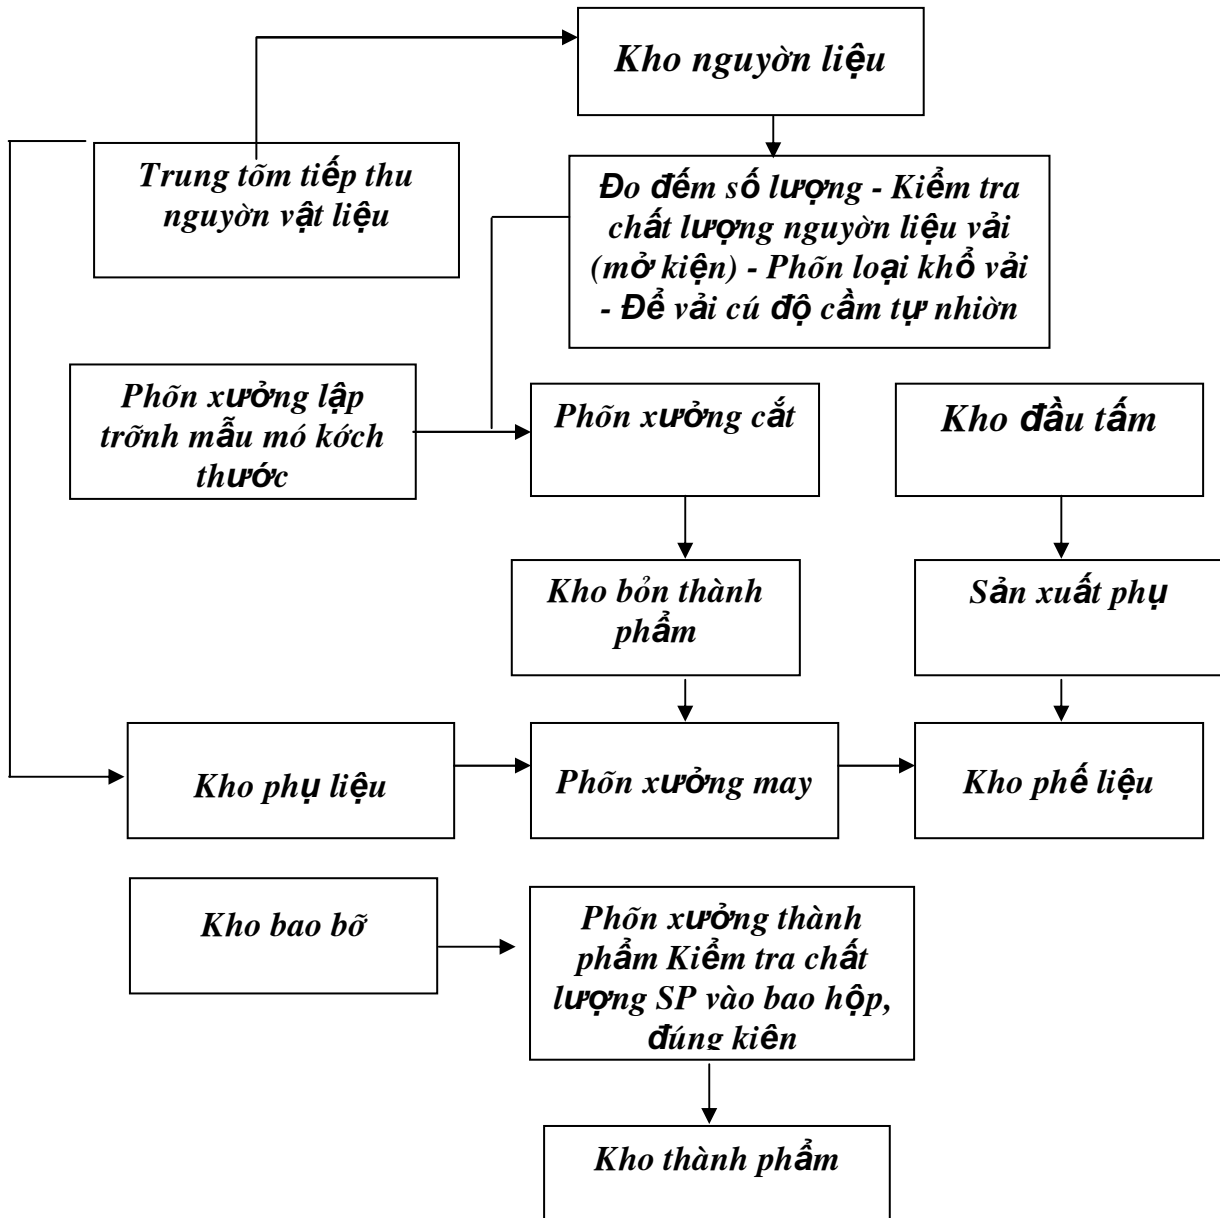 Kho nguyờn liệu
Trung tõm tiếp thu
nguyờn vật liệu
Đo đếm số lượng - Kiểm tra
chất lượng nguyờn liệu vải
(mở kiện) - Phõn loại khổ vải
- Để vải cú độ cầm tự nhiờn
Phõn xưởng lập
trỡnh mẫu mó kớch
thước
Phõn xưởng cắt
Kho đầu tấm
Kho bỏn thành
phẩm
Sản xuất phụ
Kho phụ liệu
Phõn xưởng may
Kho phế liệu
Kho bao bỡ
Phõn xưởng thành
phẩm Kiểm tra chất
lượng SP vào bao hộp,
đúng kiện
Kho thành phẩm